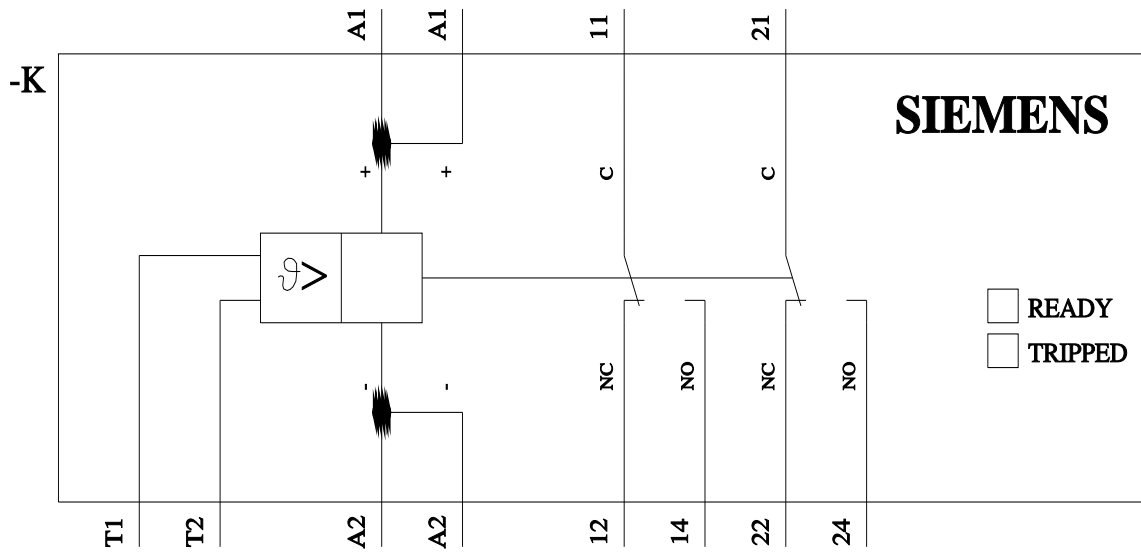 A1
A1
11
21
-K
SIEMENS
+
+
C
C
ϑ>
READY
TRIPPED
-
-
NC
NO
NC
NO
T1
T2
A2
A2
12
14
22
24